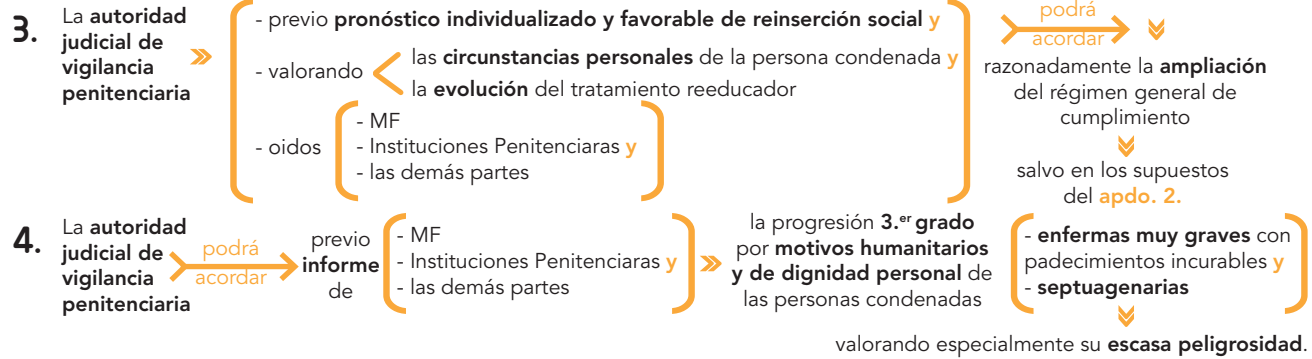 3.
La autoridad
judicial de
vigilancia
penitenciaria
- previo pronóstico individualizado y favorable de reinserción social y
- valorando
las circunstancias personales de la persona condenada y
la evolución del tratamiento reeducador
- oidos
- MF
- Instituciones Penitenciaras y
- las demás partes
podrá
acordar
razonadamente la ampliación
del régimen general de
cumplimiento
salvo en los supuestos
del apdo. 2.
4.
La autoridad
judicial de
vigilancia
penitenciaria
podrá
acordar
previo
informe
de
- MF
- Instituciones Penitenciaras y
- las demás partes
la progresión 3.er grado
por motivos humanitarios
y de dignidad personal de
las personas condenadas
- enfermas muy graves con
padecimientos incurables y
- septuagenarias
valorando especialmente su escasa peligrosidad.